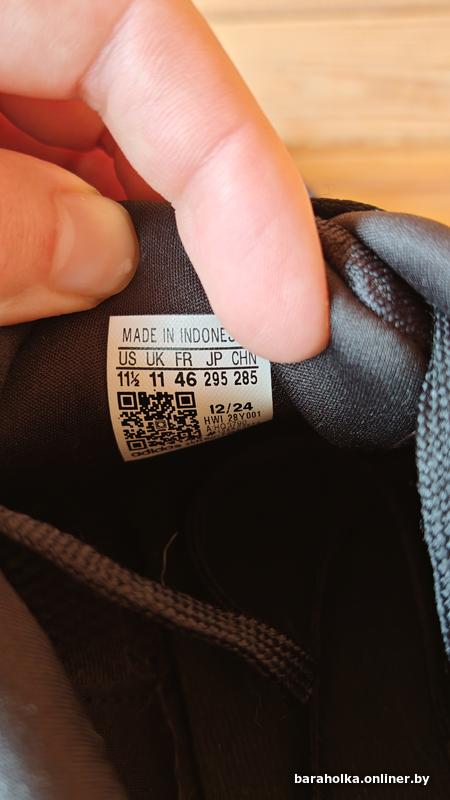 MADE IN INDONES
US UK FR JP CHN
11½ 11 46 295 285
12/24
HWI 28Y001
adidas
baraholka.onliner.by